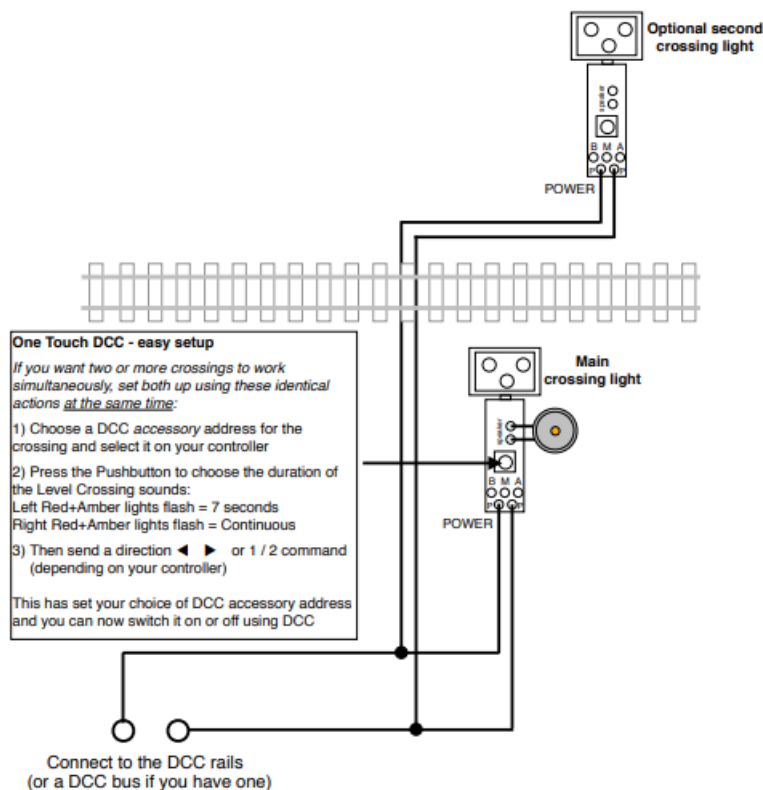 Optional second
crossing light
speaker
B M A
P P
POWER
One Touch DCC - easy setup
If you want two or more crossings to work
simultaneously, set both up using these identical
actions at the same time:
1) Choose a DCC accessory address for the
crossing and select it on your controller
2) Press the Pushbutton to choose the duration of
the Level Crossing sounds:
Left Red+Amber lights flash = 7 seconds
Right Red+Amber lights flash = Continuous
3) Then send a direction ◀ ▶ or 1 / 2 command
(depending on your controller)
This has set your choice of DCC accessory address
and you can now switch it on or off using DCC
Main
crossing light
speaker
B M A
P P
POWER
Connect to the DCC rails
(or a DCC bus if you have one)